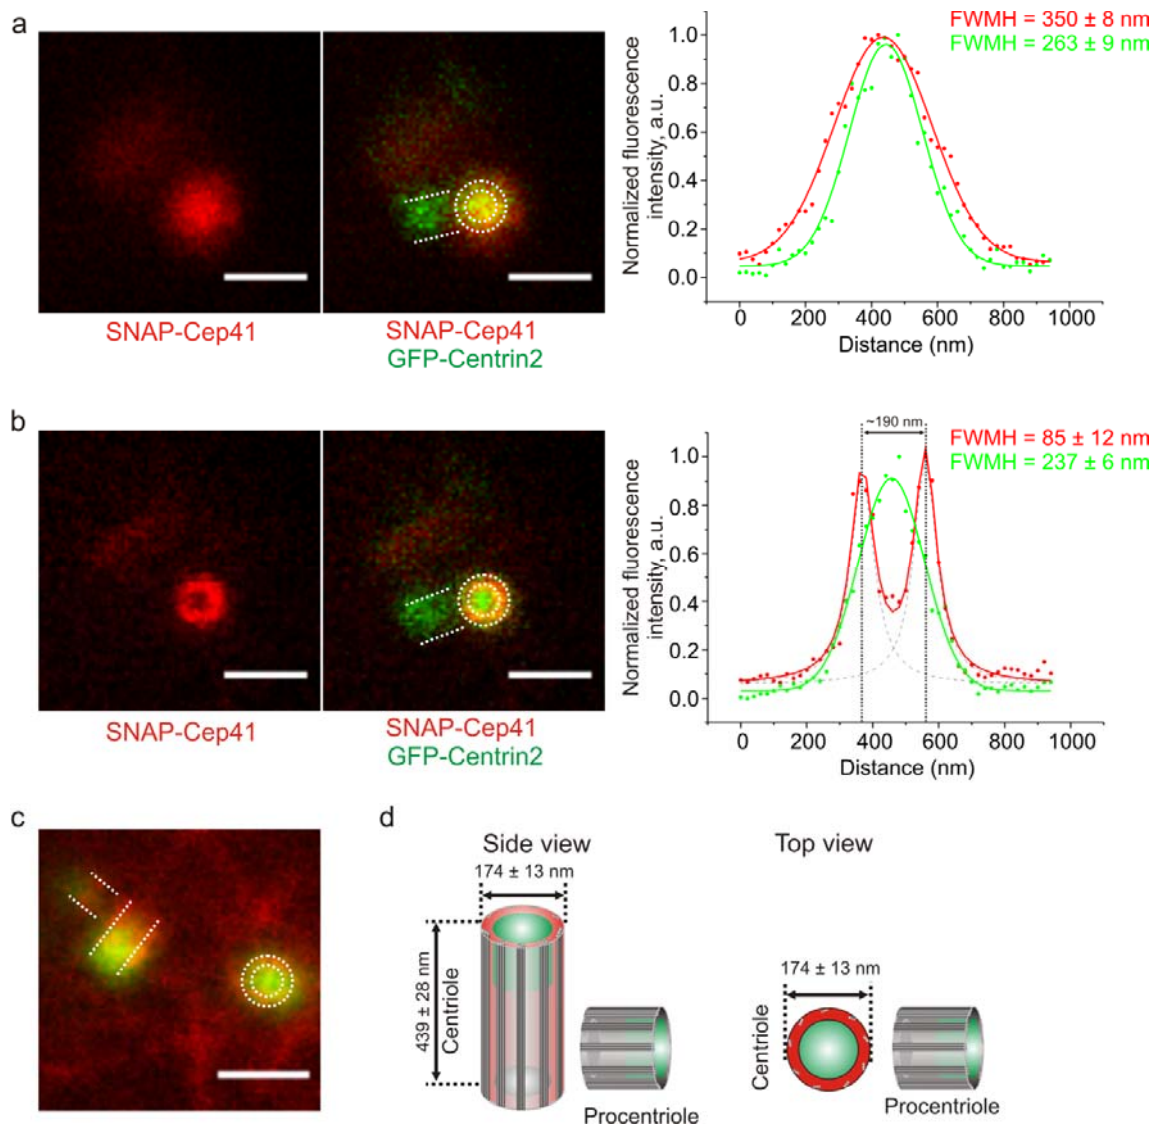 a
SNAP-Cep41
SNAP-Cep41
GFP-Centrin2
Normalized fluorescence
intensity, a.u.
1.0
0.8
0.6
0.4
0.2
0.0
0 200 400 600 800 1000
Distance (nm)
FWMH = 350 ± 8 nm
FWMH = 263 ± 9 nm
b
SNAP-Cep41
SNAP-Cep41
GFP-Centrin2
Normalized fluorescence
intensity, a.u.
~190 nm
1.0
0.8
0.6
0.4
0.2
0.0
0 200 400 600 800 1000
Distance (nm)
FWMH = 85 ± 12 nm
FWMH = 237 ± 6 nm
c
d
Side view
174 ± 13 nm
439 ± 28 nm
Centriole
Procentriole
Top view
174 ± 13 nm
Centriole
Procentriole